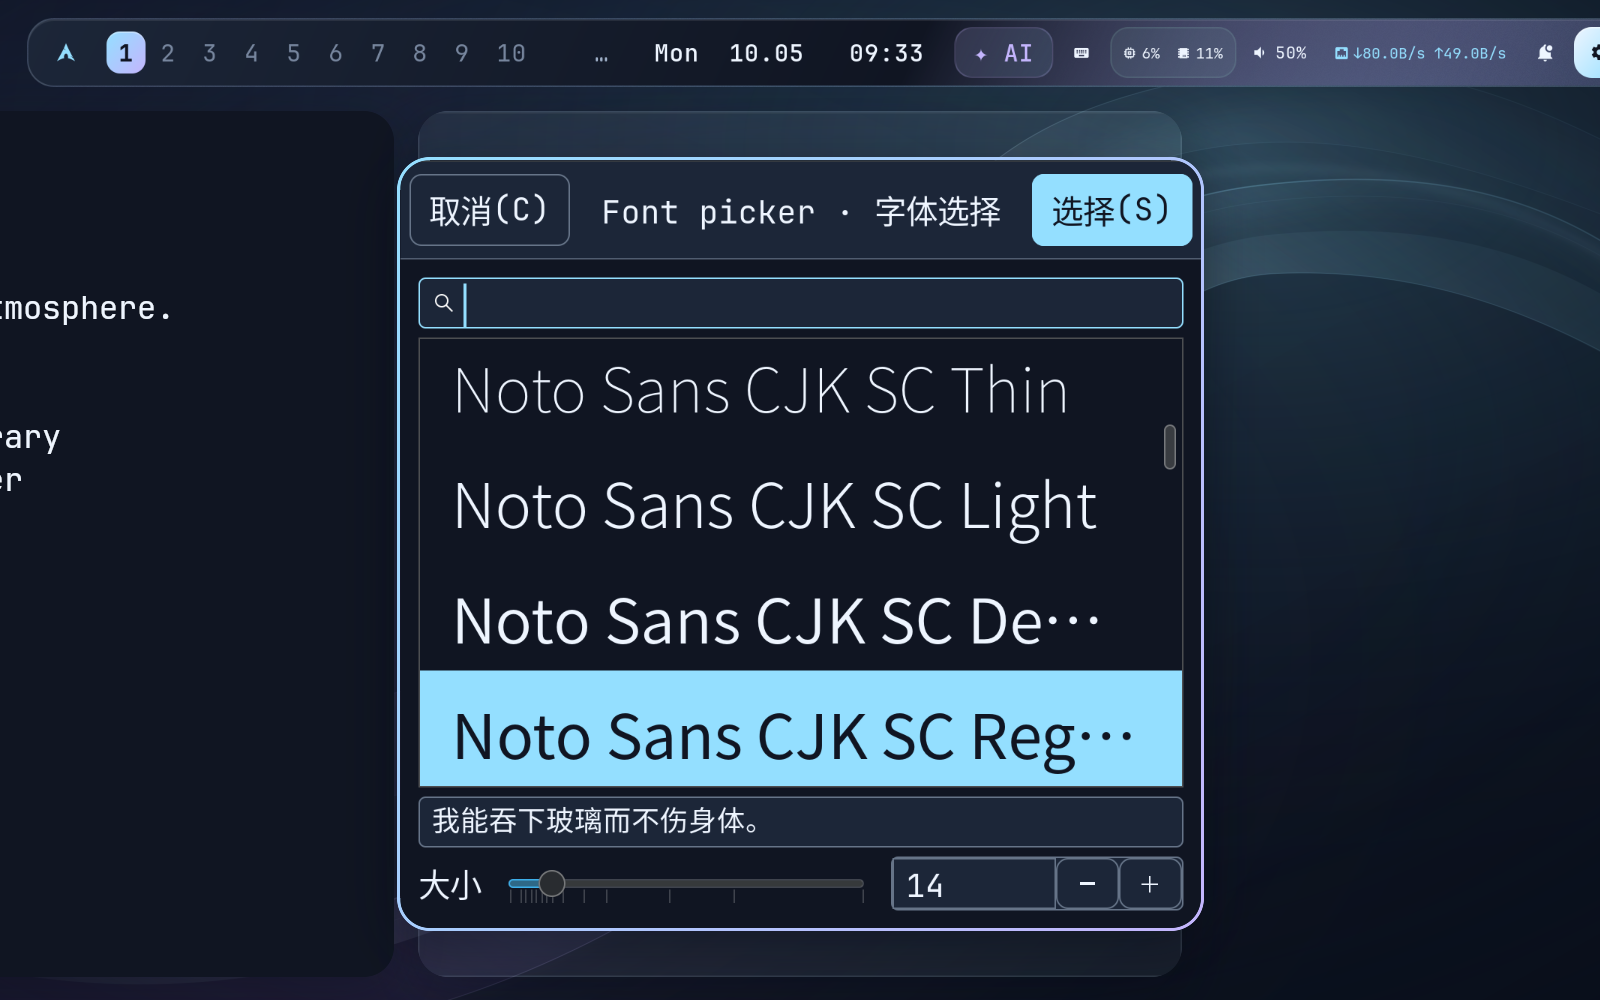 1 2 3 4 5 6 7 8 9 10 … Mon 10.05 09:33 ✦ AI 6% 11% 50% ↓80.0B/s ↑49.0B/s
取消(C) Font picker · 字体选择 选择(S)
tmosphere.
Noto Sans CJK SC Thin
rary
Noto Sans CJK SC Light
er
Noto Sans CJK SC De···
Noto Sans CJK SC Reg···
我能吞下玻璃而不伤身体。
大小 14 − +